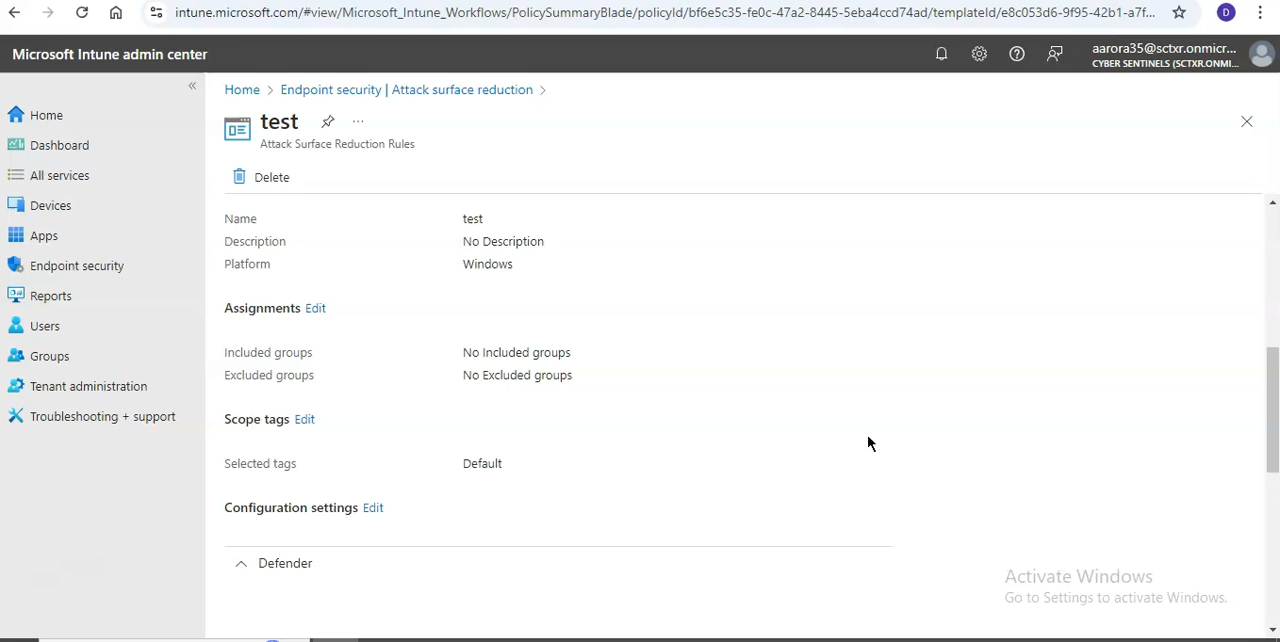 intune.microsoft.com/#view/Microsoft_Intune_Workflows/PolicySummaryBlade/policyId/bf6e5c35-fe0c-47a2-8445-5eba4ccd74ad/templateId/e8c053d6-9f95-42b1-a7f...
D
Microsoft Intune admin center
aarora35@sctxr.onmicr...
CYBER SENTINELS (SCTXR.ONMI...
Home
Dashboard
All services
Devices
Apps
Endpoint security
Reports
Users
Groups
Tenant administration
Troubleshooting + support
Home > Endpoint security | Attack surface reduction >
test
Attack Surface Reduction Rules
Delete
Name test
Description No Description
Platform Windows
Assignments Edit
Included groups No Included groups
Excluded groups No Excluded groups
Scope tags Edit
Selected tags Default
Configuration settings Edit
Defender
Activate Windows
Go to Settings to activate Windows.